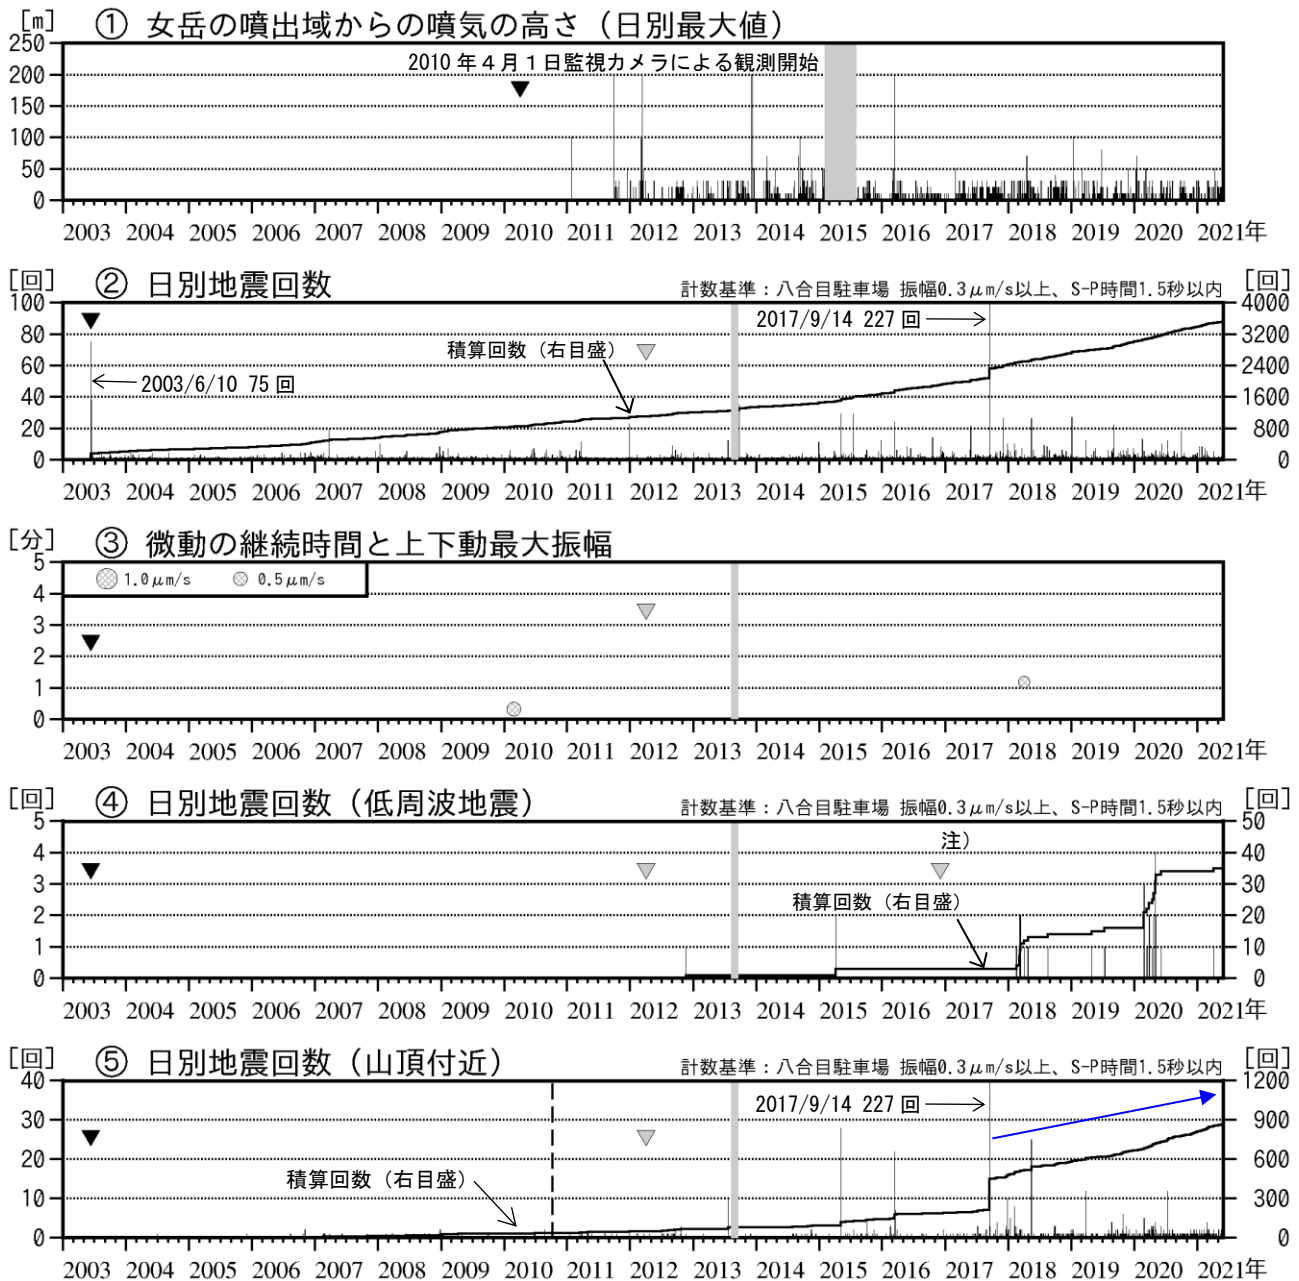 [m] ① 女岳の噴出域からの噴気の高さ（日別最大値）
250
200
150
100
50
0
2010 年４月１日監視カメラによる観測開始
2003 2004 2005 2006 2007 2008 2009 2010 2011 2012 2013 2014 2015 2016 2017 2018 2019 2020 2021年
[回] ② 日別地震回数 [回]
計数基準：八合目駐車場 振幅0.3μm/s以上、S-P時間1.5秒以内
100 4000
80 3200
60 2400
40 1600
20 800
0 0
2017/9/14 227 回
積算回数（右目盛）
2003/6/10 75 回
2003 2004 2005 2006 2007 2008 2009 2010 2011 2012 2013 2014 2015 2016 2017 2018 2019 2020 2021年
[分] ③ 微動の継続時間と上下動最大振幅
5
4
3
2
1
0
1.0μm/s 0.5μm/s
2003 2004 2005 2006 2007 2008 2009 2010 2011 2012 2013 2014 2015 2016 2017 2018 2019 2020 2021年
[回] ④ 日別地震回数（低周波地震） [回]
計数基準：八合目駐車場 振幅0.3μm/s以上、S-P時間1.5秒以内
5 50
4 40
3 30
2 20
1 10
0 0
注）
積算回数（右目盛）
2003 2004 2005 2006 2007 2008 2009 2010 2011 2012 2013 2014 2015 2016 2017 2018 2019 2020 2021年
[回] ⑤ 日別地震回数（山頂付近） [回]
計数基準：八合目駐車場 振幅0.3μm/s以上、S-P時間1.5秒以内
40 1200
30 900
20 600
10 300
0 0
2017/9/14 227 回
積算回数（右目盛）
2003 2004 2005 2006 2007 2008 2009 2010 2011 2012 2013 2014 2015 2016 2017 2018 2019 2020 2021年